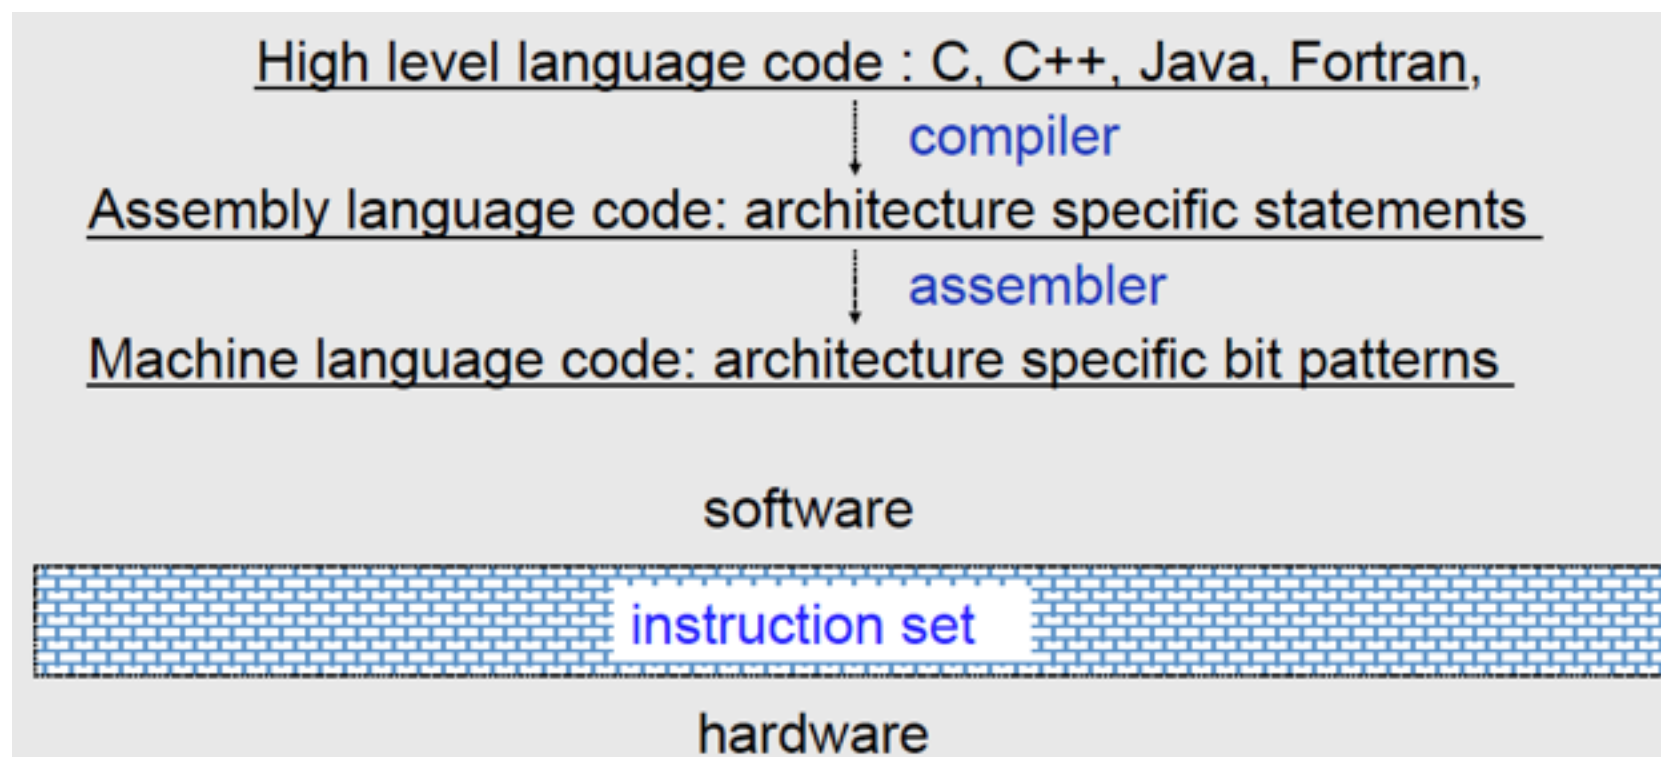 High level language code : C, C++, Java, Fortran,
compiler
Assembly language code: architecture specific statements
assembler
Machine language code: architecture specific bit patterns
software
instruction set
hardware